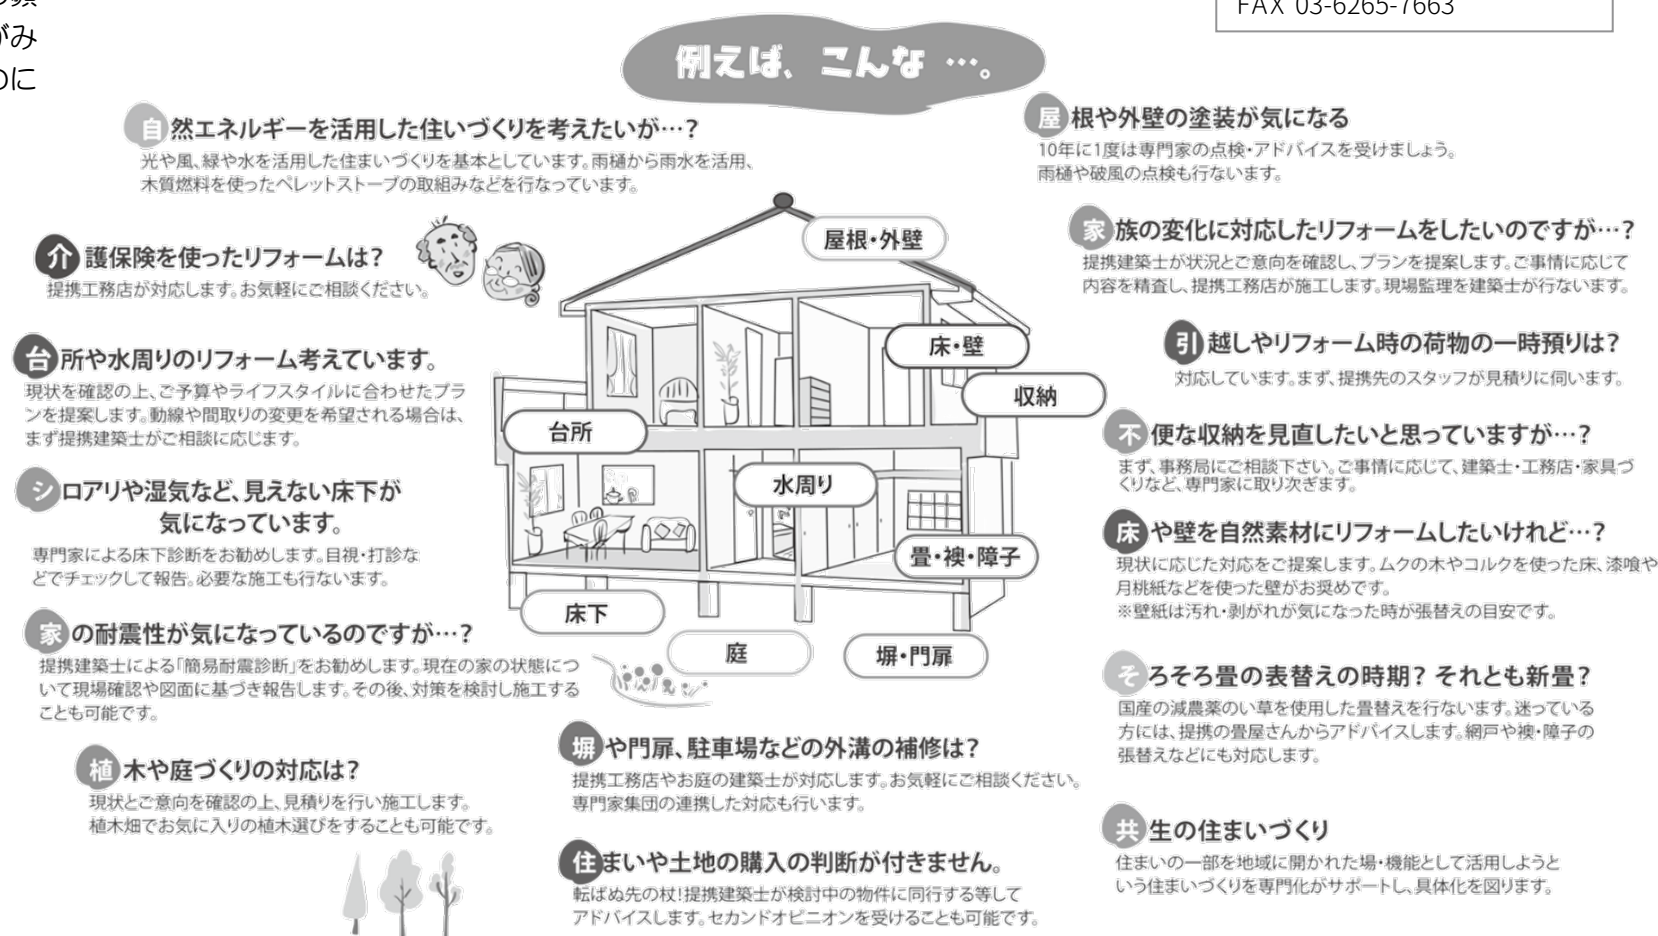 がみ
のに
FAX 03-6265-7663
例えば、こんな…。
自然エネルギーを活用した住いづくりを考えたいが…？
光や風、緑や水を活用した住まいづくりを基本としています。雨樋から雨水を活用、
木質燃料を使ったペレットストーブの取組みなどを行なっています。
介護保険を使ったリフォームは？
提携工務店が対応します。お気軽にご相談ください。
台所や水周りのリフォーム考えています。
現状を確認の上、ご予算やライフスタイルに合わせたプラ
ンを提案します。動線や間取りの変更を希望される場合は、
まず提携建築士がご相談に応じます。
シロアリや湿気など、見えない床下が
気になっています。
専門家による床下診断をお勧めします。目視・打診な
どでチェックして報告。必要な施工も行ないます。
家の耐震性が気になっているのですが…？
提携建築士による「簡易耐震診断」をお勧めします。現在の家の状態につ
いて現場確認や図面に基づき報告します。その後、対策を検討し施工する
ことも可能です。
植木や庭づくりの対応は？
現状とご意向を確認の上、見積りを行い施工します。
植木畑でお気に入りの植木選びをすることも可能です。
屋根・外壁
床・壁
収納
台所
水周り
畳・襖・障子
床下
庭
塀・門扉
塀や門扉、駐車場などの外溝の補修は？
提携工務店やお庭の建築士が対応します。お気軽にご相談ください。
専門家集団の連携した対応も行います。
住まいや土地の購入の判断が付きません。
転ばぬ先の杖！提携建築士が検討中の物件に同行する等して
アドバイスします。セカンドオピニオンを受けることも可能です。
屋根や外壁の塗装が気になる
10年に1度は専門家の点検・アドバイスを受けましょう。
雨樋や破風の点検も行ないます。
家族の変化に対応したリフォームをしたいのですが…？
提携建築士が状況とご意向を確認し、プランを提案します。ご事情に応じて
内容を精査し、提携工務店が施工します。現場監理を建築士が行ないます。
引越しやリフォーム時の荷物の一時預りは？
対応しています。まず、提携先のスタッフが見積りに伺います。
不便な収納を見直したいと思っていますが…？
まず、事務局にご相談下さい。ご事情に応じて、建築士・工務店・家具づ
くりなど、専門家に取り次ぎます。
床や壁を自然素材にリフォームしたいけれど…？
現状に応じた対応をご提案します。ムクの木やコルクを使った床、漆喰や
月桃紙などを使った壁がお奨めです。
※壁紙は汚れ・剥がれが気になった時が張替えの目安です。
そろそろ畳の表替えの時期？ それとも新畳？
国産の減農薬のい草を使用した畳替えを行ないます。迷っている
方には、提携の畳屋さんからアドバイスします。網戸や襖・障子の
張替えなどにも対応します。
共生の住まいづくり
住まいの一部を地域に開かれた場・機能として活用しようと
いう住まいづくりを専門化がサポートし、具体化を図ります。